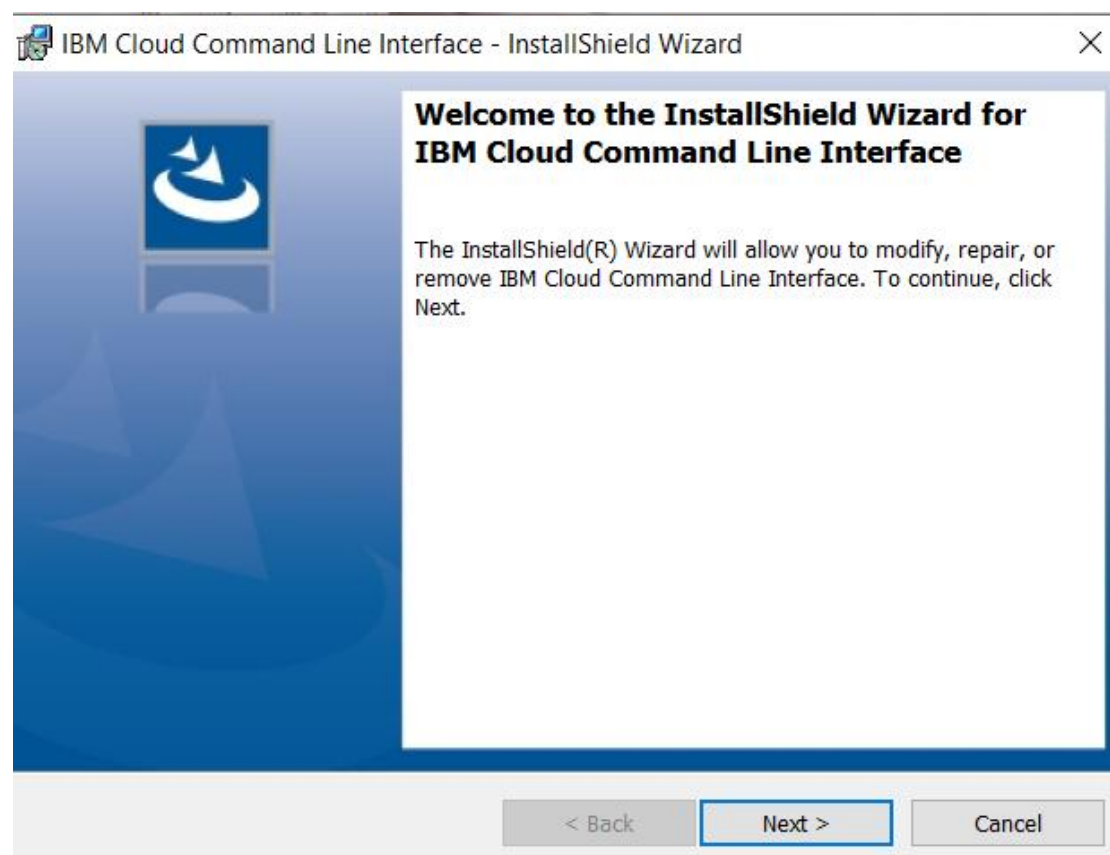 IBM Cloud Command Line Interface - InstallShield Wizard
Welcome to the InstallShield Wizard for
IBM Cloud Command Line Interface
The InstallShield(R) Wizard will allow you to modify, repair, or
remove IBM Cloud Command Line Interface. To continue, click
Next.
< Back
Next >
Cancel